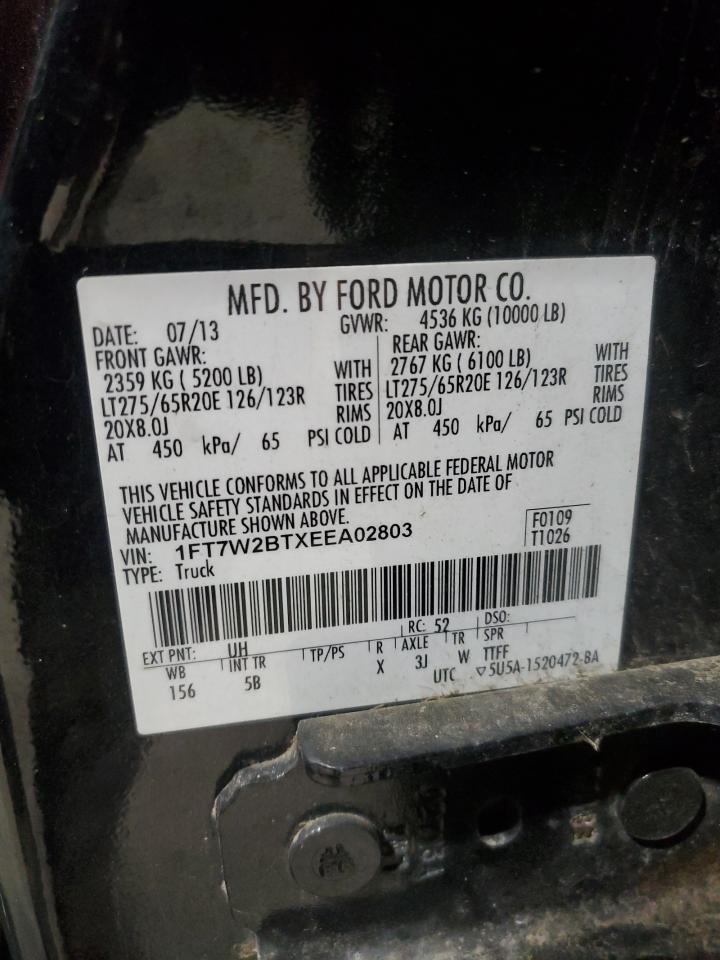 MFD. BY FORD MOTOR CO.
DATE: 07/13 GVWR: 4536 KG (10000 LB)
FRONT GAWR: REAR GAWR:
2359 KG ( 5200 LB) WITH 2767 KG ( 6100 LB) WITH
LT275/65R20E 126/123R TIRES LT275/65R20E 126/123R TIRES
20X8.0J RIMS 20X8.0J RIMS
AT 450 kPa/ 65 PSI COLD AT 450 kPa/ 65 PSI COLD
THIS VEHICLE CONFORMS TO ALL APPLICABLE FEDERAL MOTOR
VEHICLE SAFETY STANDARDS IN EFFECT ON THE DATE OF
MANUFACTURE SHOWN ABOVE.
VIN: 1FT7W2BTXEEA02803 F0109
TYPE: Truck T1026
EXT PNT: UH RC: 52 DSO:
WB INT TR TP/PS R AXLE TR SPR
156 5B X 3J W TTFF
UTC ▽5U5A-1520472-BA